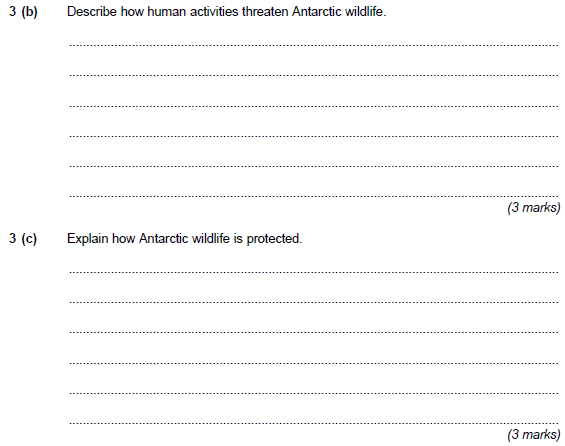 3 (b) Describe how human activities threaten Antarctic wildlife.
(3 marks)
3 (c) Explain how Antarctic wildlife is protected.
(3 marks)